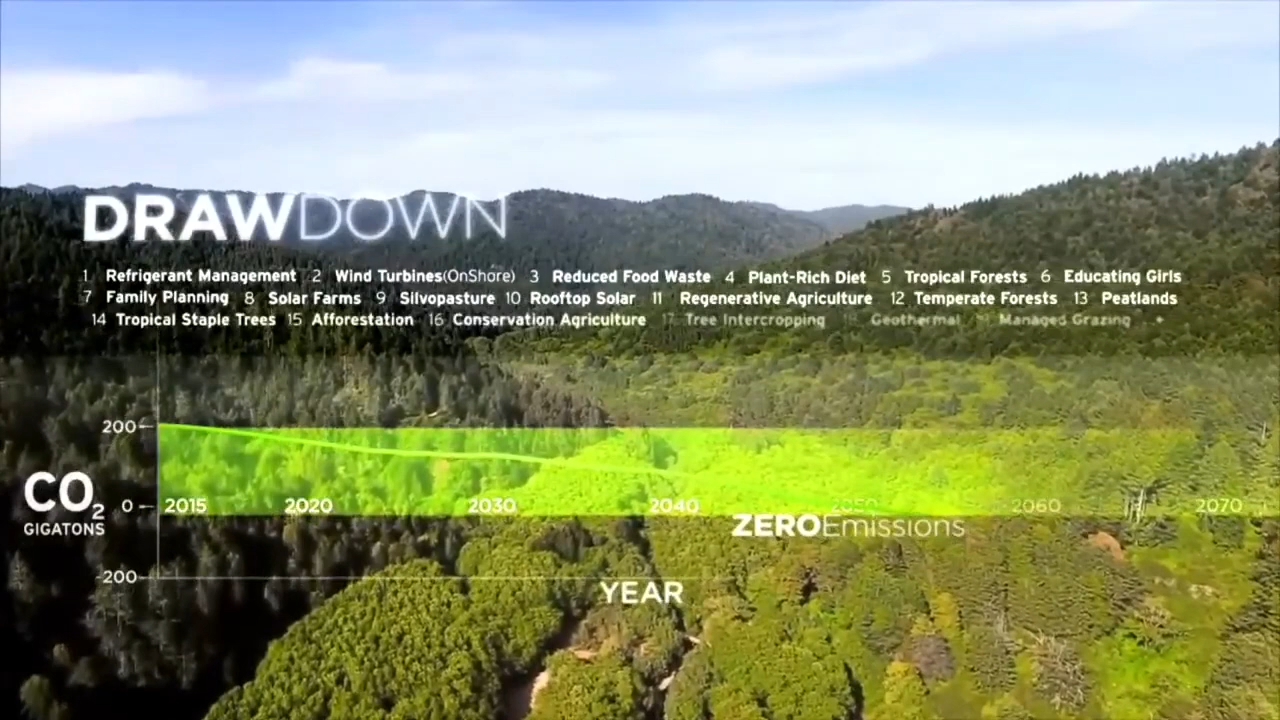 DRAWDOWN
1 Refrigerant Management 2 Wind Turbines(OnShore) 3 Reduced Food Waste 4 Plant-Rich Diet 5 Tropical Forests 6 Educating Girls
7 Family Planning 8 Solar Farms 9 Silvopasture 10 Rooftop Solar 11 Regenerative Agriculture 12 Temperate Forests 13 Peatlands
14 Tropical Staple Trees 15 Afforestation 16 Conservation Agriculture 17 Tree Intercropping Geothermal Managed Grazing
200
CO2
GIGATONS
0
2015 2020 2030 2040 2050 2060 2070
ZEROEmissions
-200
YEAR